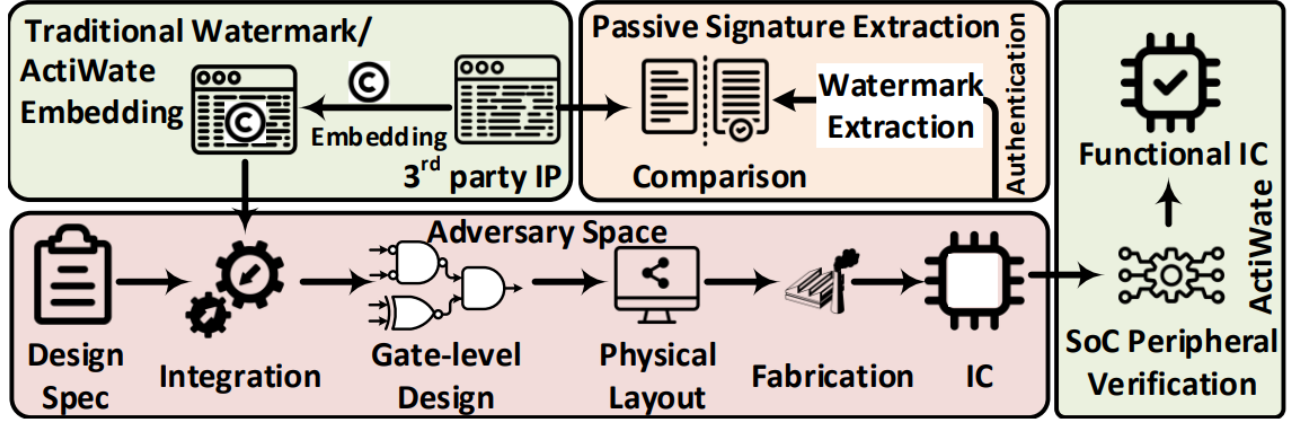 Traditional Watermark/
ActiWate
Embedding
©
©
Embedding
3rd party IP
Passive Signature Extraction
Watermark
Extraction
Comparison
Authentication
Functional IC
ActiWate
SoC Peripheral
Verification
Adversary Space
Design
Spec
Integration
Gate-level
Design
Physical
Layout
Fabrication
IC